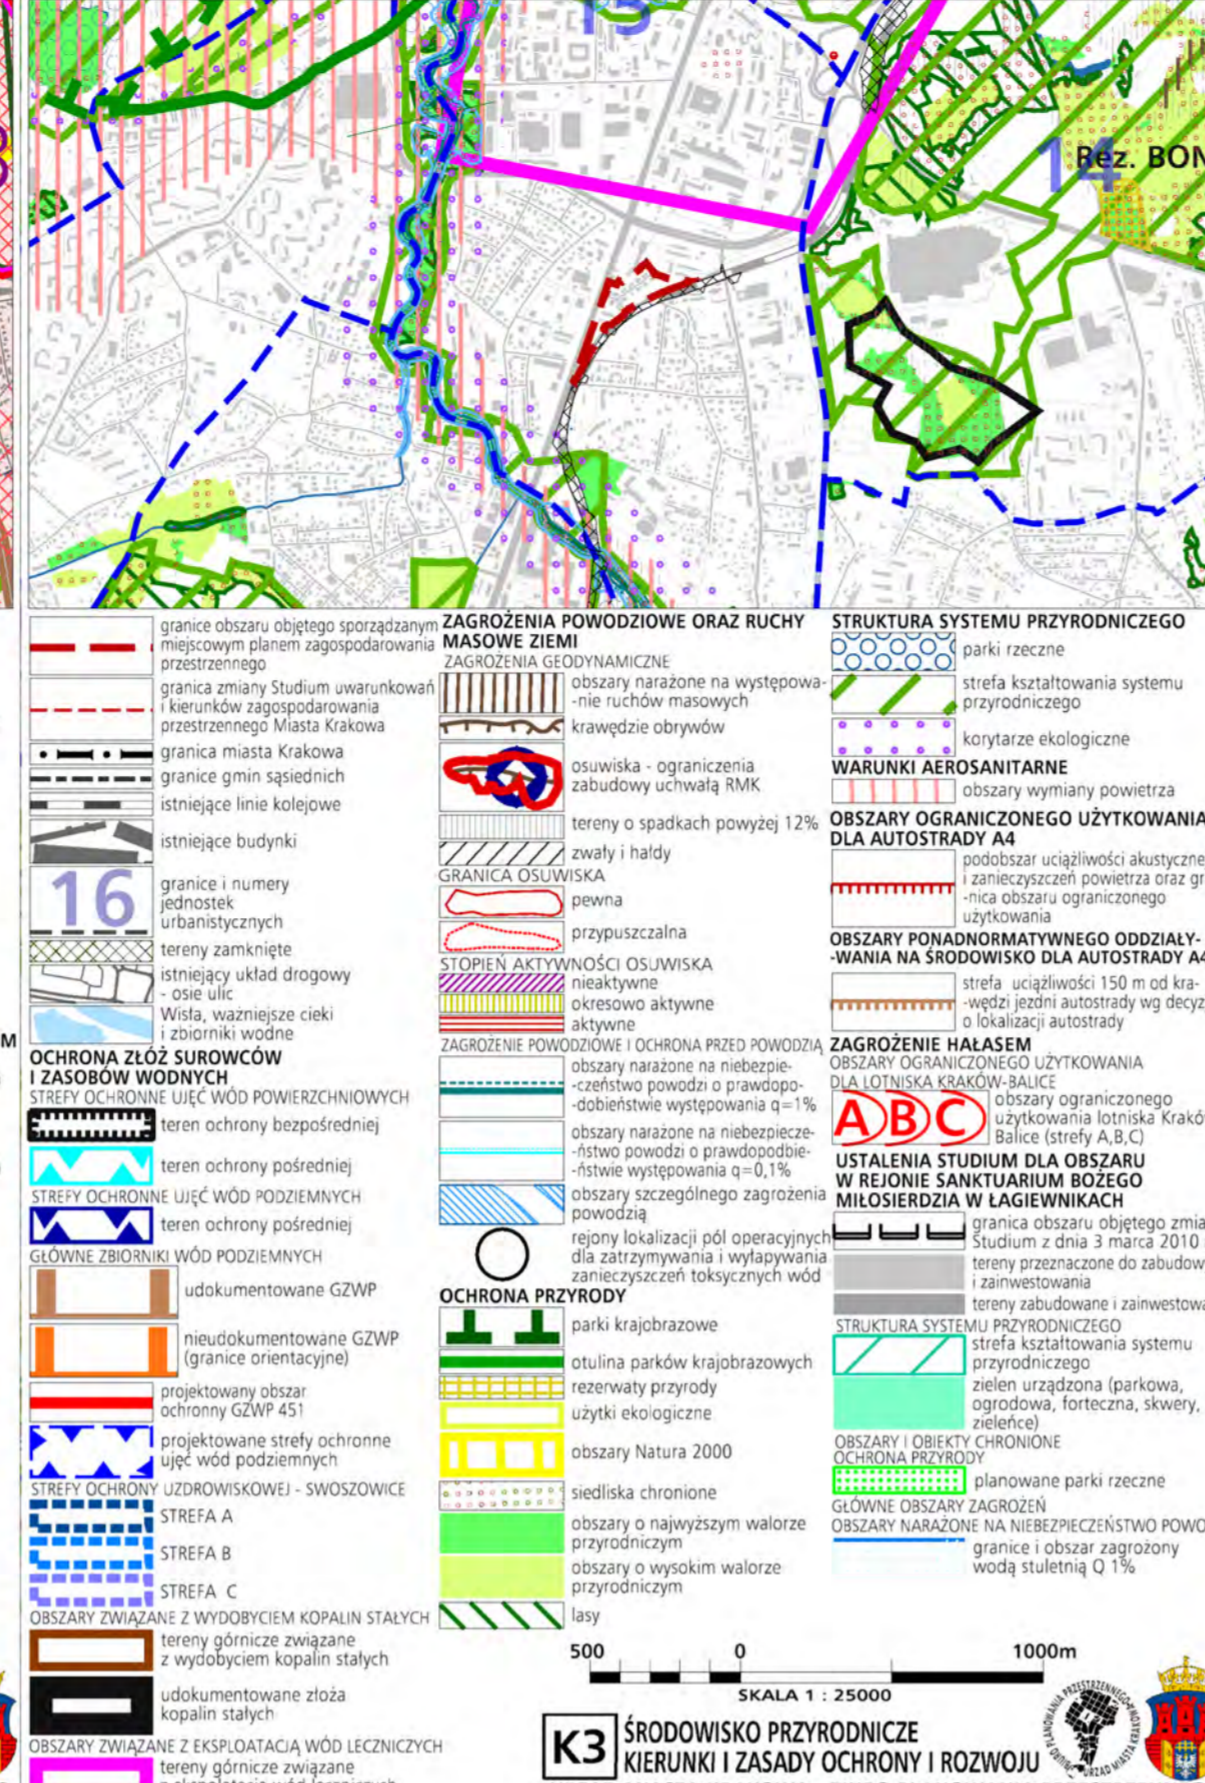 15
14
Rez. BON
granice obszaru objętego sporządzanym
miejscowym planem zagospodarowania
przestrzennego
granica zmiany Studium uwarunkowań
i kierunków zagospodarowania
przestrzennego Miasta Krakowa
granica miasta Krakowa
granice gmin sąsiednich
istniejące linie kolejowe
istniejące budynki
16
granice i numery
jednostek
urbanistycznych
tereny zamknięte
istniejący układ drogowy
- osie ulic
Wisła, ważniejsze cieki
i zbiorniki wodne
M
OCHRONA ZŁÓŻ SUROWCÓW
I ZASOBÓW WODNYCH
STREFY OCHRONNE UJĘĆ WÓD POWIERZCHNIOWYCH
teren ochrony bezpośredniej
teren ochrony pośredniej
STREFY OCHRONNE UJĘĆ WÓD PODZIEMNYCH
teren ochrony pośredniej
GŁÓWNE ZBIORNIKI WÓD PODZIEMNYCH
udokumentowane GZWP
nieudokumentowane GZWP
(granice orientacyjne)
projektowany obszar
ochronny GZWP 451
projektowane strefy ochronne
ujęć wód podziemnych
STREFY OCHRONY UZDROWISKOWEJ - SWOSZOWICE
STREFA A
STREFA B
STREFA C
OBSZARY ZWIĄZANE Z WYDOBYCIEM KOPALIN STAŁYCH
tereny górnicze związane
z wydobyciem kopalin stałych
udokumentowane złoża
kopalin stałych
OBSZARY ZWIĄZANE Z EKSPLOATACJĄ WÓD LECZNICZYCH
tereny górnicze związane
ZAGROŻENIA POWODZIOWE ORAZ RUCHY
MASOWE ZIEMI
ZAGROŻENIA GEODYNAMICZNE
obszary narażone na występowa-
-nie ruchów masowych
krawędzie obrywów
osuwiska - ograniczenia
zabudowy uchwałą RMK
tereny o spadkach powyżej 12%
zwały i hałdy
GRANICA OSUWISKA
pewna
przypuszczalna
STOPIEŃ AKTYWNOŚCI OSUWISKA
nieaktywne
okresowo aktywne
aktywne
ZAGROŻENIE POWODZIOWE I OCHRONA PRZED POWODZIĄ
obszary narażone na niebezpie-
-czeństwo powodzi o prawdopo-
-dobieństwie występowania q=1%
obszary narażone na niebezpiecze-
-ństwo powodzi o prawdopodbie-
-ństwie występowania q=0,1%
obszary szczególnego zagrożenia
powodzią
rejony lokalizacji pól operacyjnych
dla zatrzymywania i wyłapywania
zanieczyszczeń toksycznych wód
OCHRONA PRZYRODY
parki krajobrazowe
otulina parków krajobrazowych
rezerwaty przyrody
użytki ekologiczne
obszary Natura 2000
siedliska chronione
obszary o najwyższym walorze
przyrodniczym
obszary o wysokim walorze
przyrodniczym
lasy
STRUKTURA SYSTEMU PRZYRODNICZEGO
parki rzeczne
strefa kształtowania systemu
przyrodniczego
korytarze ekologiczne
WARUNKI AEROSANITARNE
obszary wymiany powietrza
OBSZARY OGRANICZONEGO UŻYTKOWANIA
DLA AUTOSTRADY A4
podobszar uciążliwości akustyczne
i zanieczyszczeń powietrza oraz gr
-nica obszaru ograniczonego
użytkowania
OBSZARY PONADNORMATYWNEGO ODDZIAŁY-
-WANIA NA ŚRODOWISKO DLA AUTOSTRADY A4
strefa uciążliwości 150 m od kra-
-wędzi jezdni autostrady wg decyz
o lokalizacji autostrady
ZAGROŻENIE HAŁASEM
OBSZARY OGRANICZONEGO UŻYTKOWANIA
DLA LOTNISKA KRAKÓW-BALICE
A B C
obszary ograniczonego
użytkowania lotniska Krakó
Balice (strefy A,B,C)
USTALENIA STUDIUM DLA OBSZARU
W REJONIE SANKTUARIUM BOŻEGO
MIŁOSIERDZIA W ŁAGIEWNIKACH
granica obszaru objętego zmia
Studium z dnia 3 marca 2010
tereny przeznaczone do zabudow
i zainwestowania
tereny zabudowane i zainwestowa
STRUKTURA SYSTEMU PRZYRODNICZEGO
strefa kształtowania systemu
przyrodniczego
zielen urządzona (parkowa,
ogrodowa, forteczna, skwery,
zieleńce)
OBSZARY I OBIEKTY CHRONIONE
OCHRONA PRZYRODY
planowane parki rzeczne
GŁÓWNE OBSZARY ZAGROŻEŃ
OBSZARY NARAŻONE NA NIEBEZPIECZEŃSTWO POWO
granice i obszar zagrożony
wodą stuletnią Q 1%
500 0 1000m
SKALA 1 : 25000
K3
ŚRODOWISKO PRZYRODNICZE
KIERUNKI I ZASADY OCHRONY I ROZWOJU
PLANOWANIA PRZESTRZENNEGO
URZĄD MIASTA KRAKOWA